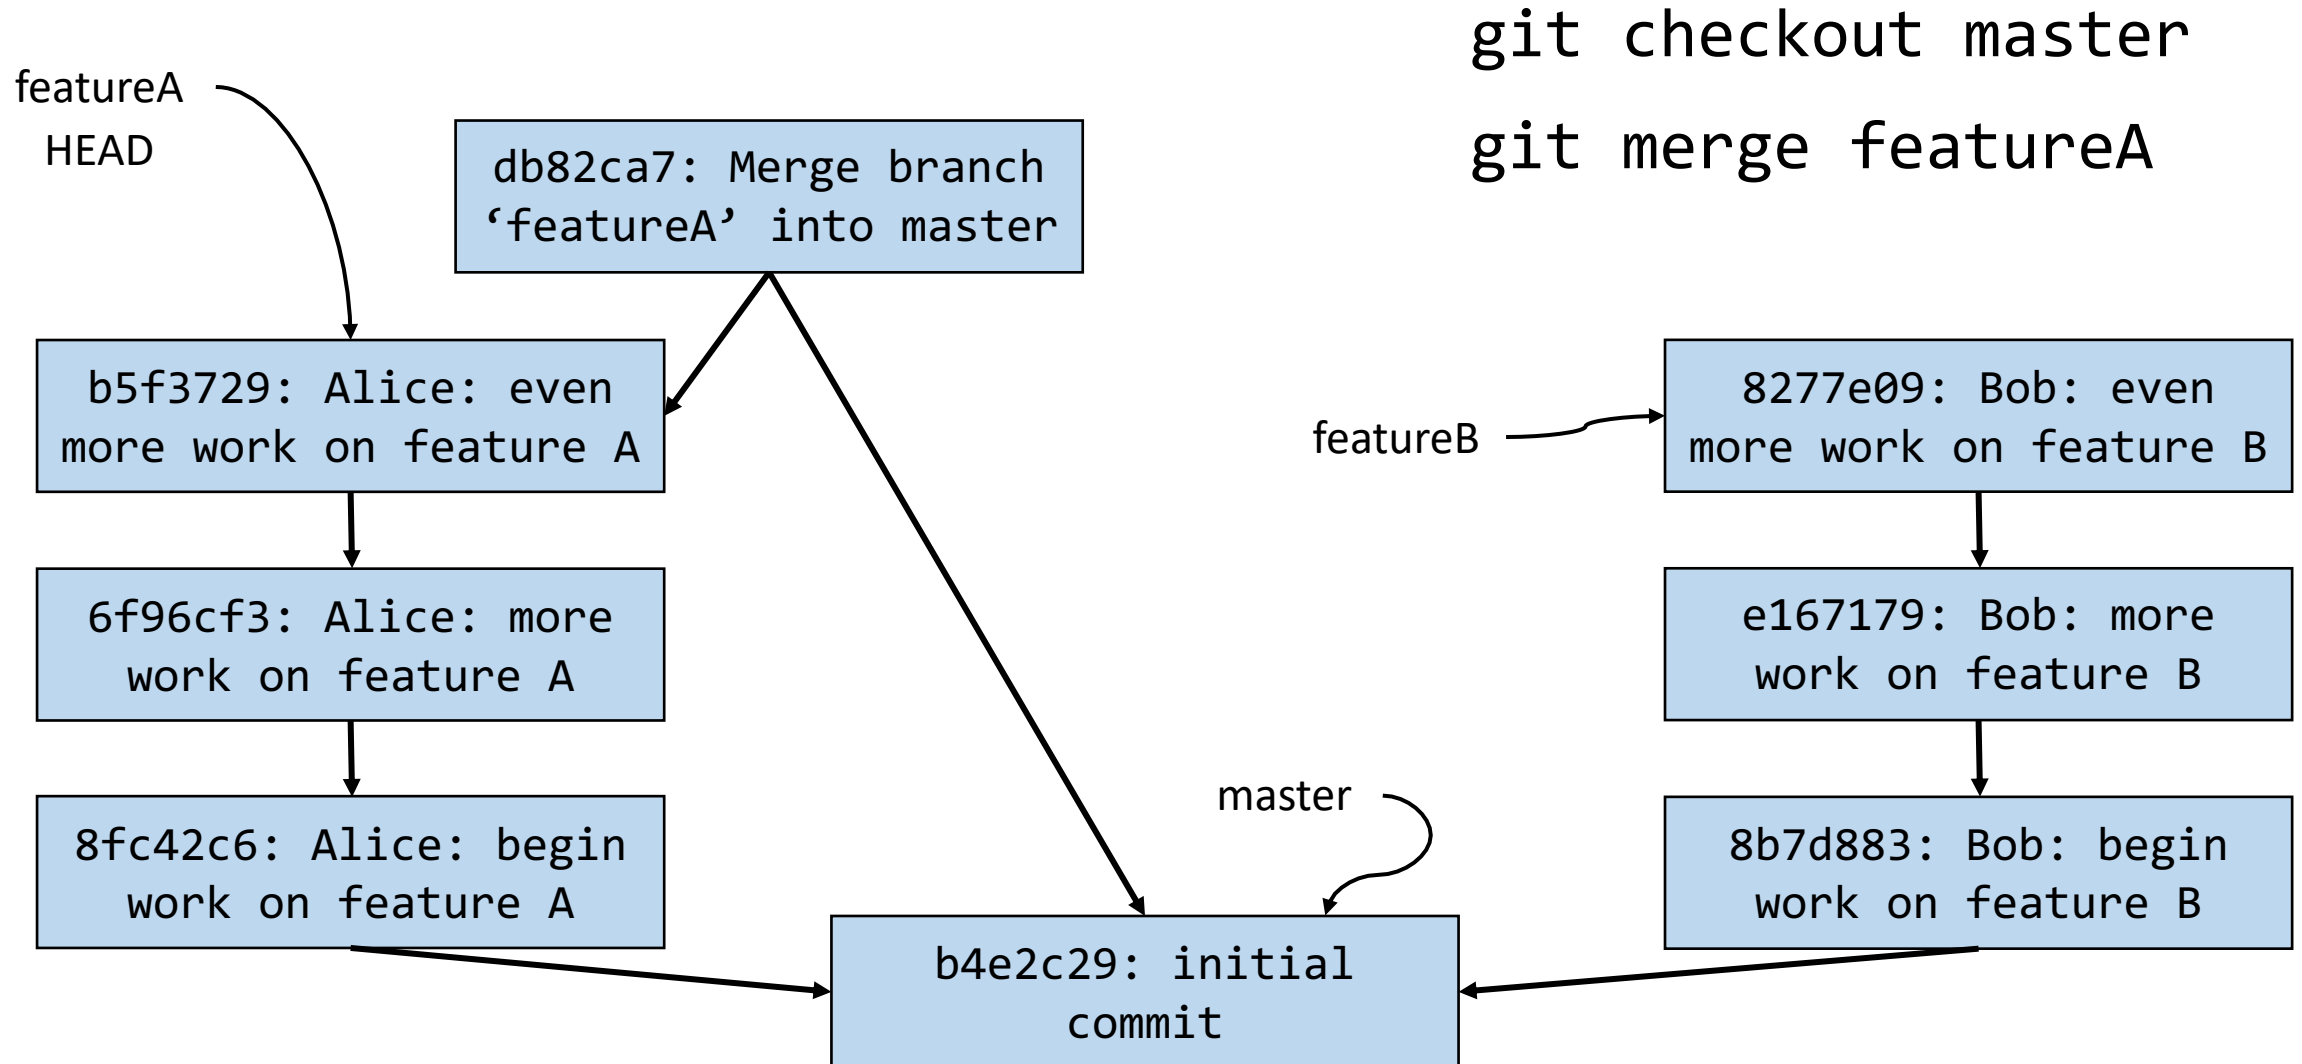 git checkout master
git merge featureA
featureA
HEAD
db82ca7: Merge branch
‘featureA’ into master
b5f3729: Alice: even
more work on feature A
featureB
8277e09: Bob: even
more work on feature B
6f96cf3: Alice: more
work on feature A
e167179: Bob: more
work on feature B
master
8fc42c6: Alice: begin
work on feature A
8b7d883: Bob: begin
work on feature B
b4e2c29: initial
commit